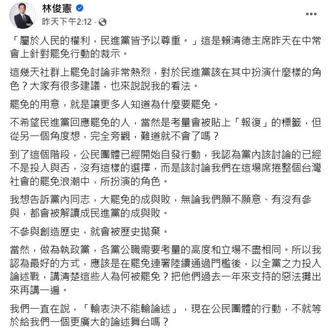 林俊憲
昨天下午2:12
「屬於人民的權利，民進黨皆予以尊重。」這是賴清德主席昨天在中常
會上針對罷免行動的裁示。
這幾天社群上罷免討論非常熱烈，對於民進黨該在其中扮演什麼樣的角
色？大家有很多建議，也來說說我的看法。
罷免的用意，就是讓更多人知道為什麼要罷免。
不希望民進黨回應罷免的人，當然是考量會被貼上「報復」的標籤，但
從另一個角度想，完全旁觀，難道就不會了嗎？
到了這個階段，公民團體已經開始自發行動，我認為黨內該討論的已經
不是投入與否，沒有這樣的選擇，而是該討論我們在這場席捲整個台灣
社會的罷免浪潮中，所扮演的角色。
我想告訴黨內同志，大罷免的成與敗，無論我們願不願意、有沒有參
與，都會被解讀成民進黨的成與敗。
不參與創造歷史，就會被歷史拋棄。
當然，做為執政黨，各黨公職需要考量的高度和立場不盡相同。所以我
認為最好的方式，應該是在罷免連署陸續通過門檻後，以全黨之力投入
論述戰，講清楚這些人為何被罷免？把他們過去一年來支持的惡法攤出
來再講一遍。
我們一直在說，「輸表決不能輸論述」，現在公民團體的行動，不就等
於給我們一個更廣大的論述舞台嗎？